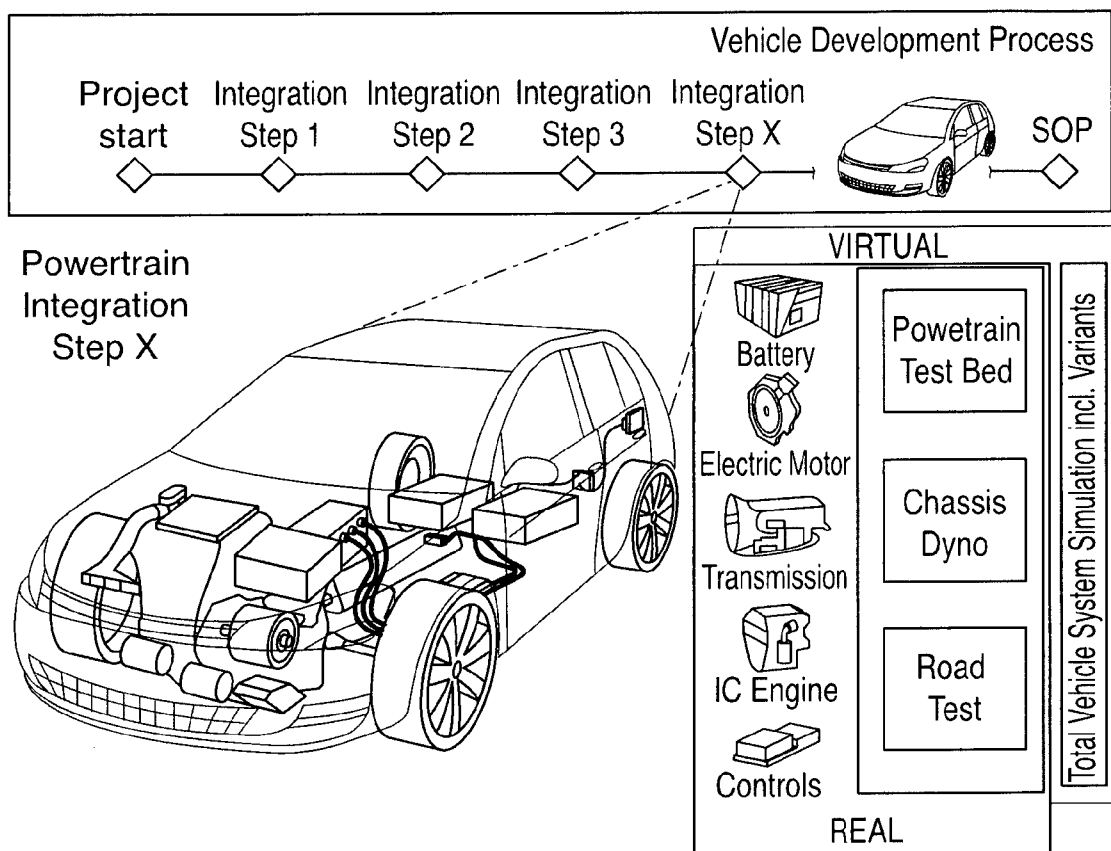 Vehicle Development Process
Project
start
Integration
Step 1
Integration
Step 2
Integration
Step 3
Integration
Step X
SOP
Powertrain
Integration
Step X
VIRTUAL
Battery
Electric Motor
Transmission
IC Engine
Controls
Powetrain
Test Bed
Chassis
Dyno
Road
Test
Total Vehicle System Simulation incl. Variants
REAL